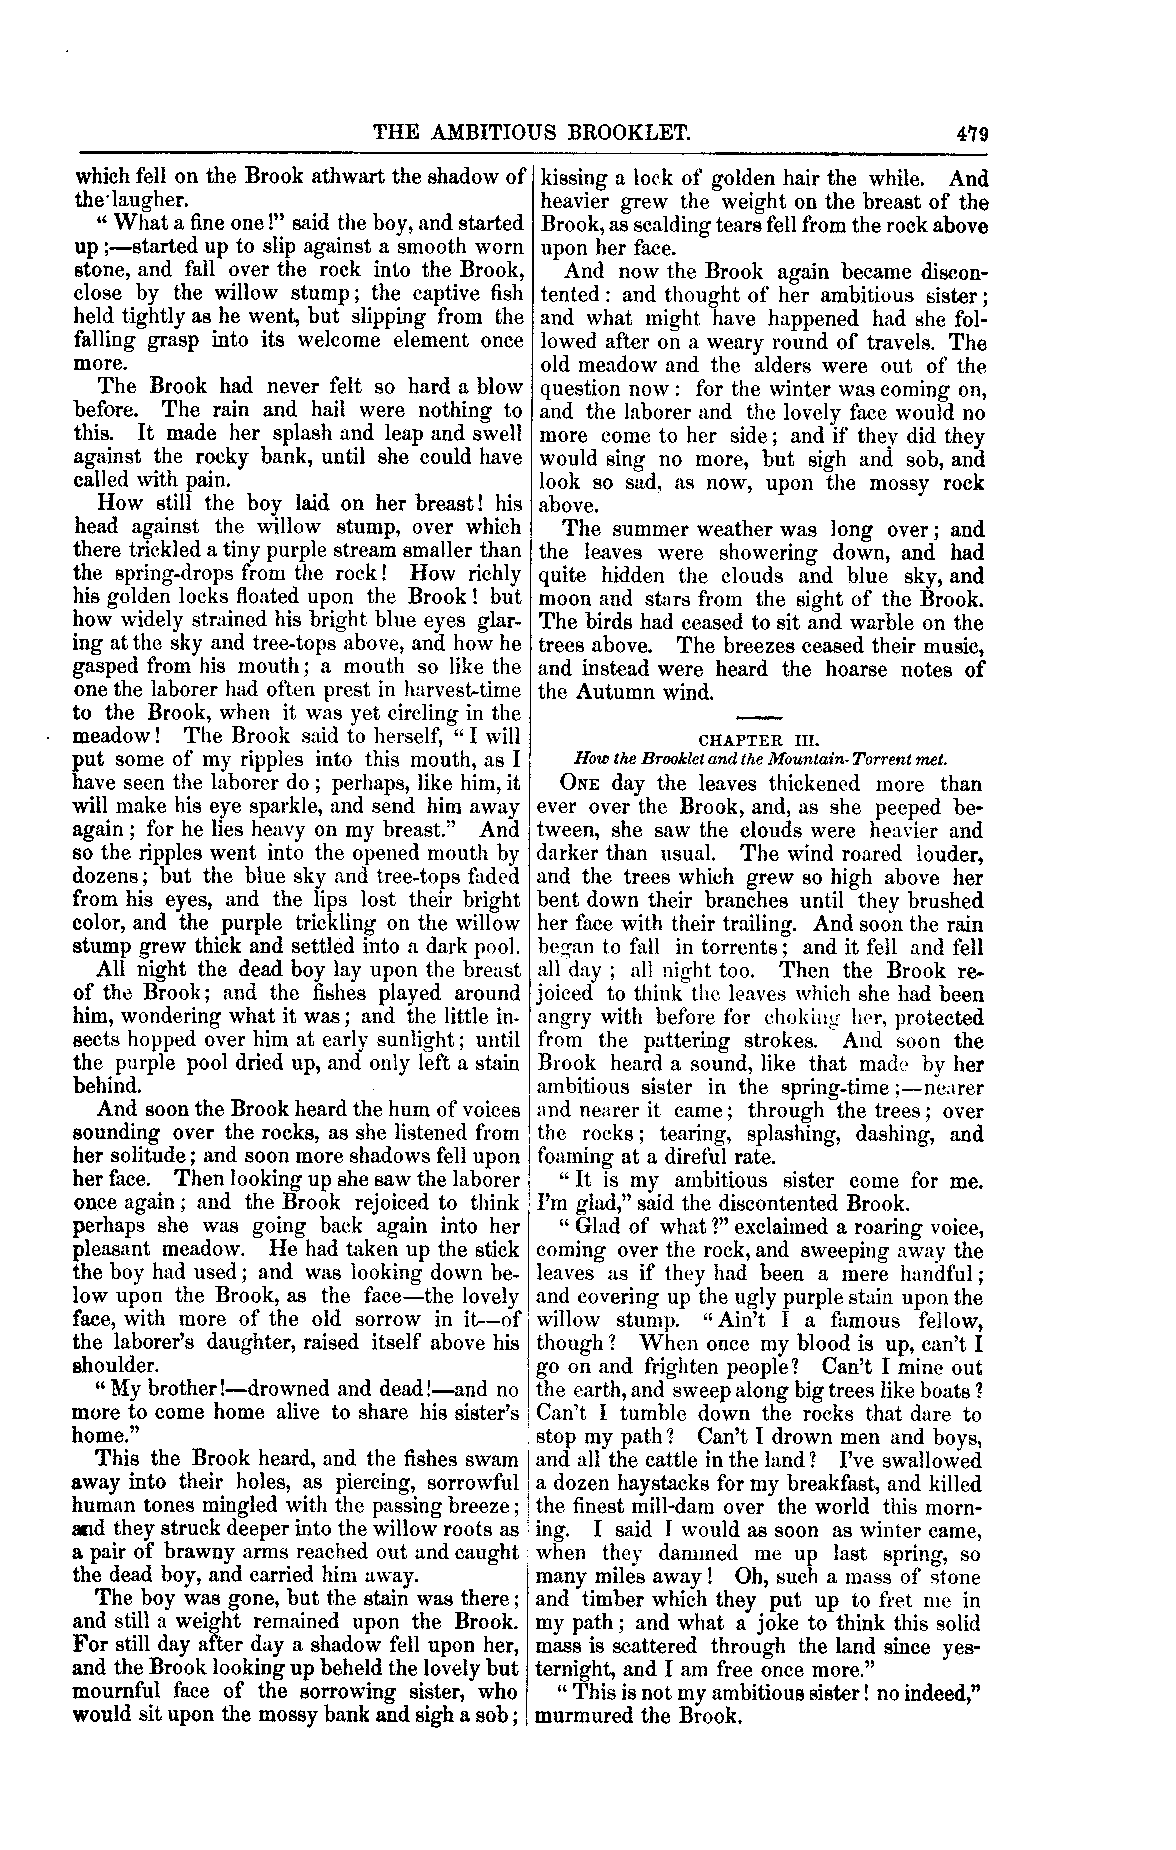 THE AMBITIOUS BROOKLET. 479
which fell on the Brook athwart the shadow of
the laugher.
“ What a fine one!” said the boy, and started
up ;—started up to slip against a smooth worn
stone, and fall over the rock into the Brook,
close by the willow stump; the captive fish
held tightly as he went, but slipping from the
falling grasp into its welcome element once
more.
The Brook had never felt so hard a blow
before. The rain and hail were nothing to
this. It made her splash and leap and swell
against the rocky bank, until she could have
called with pain.
How still the boy laid on her breast! his
head against the willow stump, over which
there trickled a tiny purple stream smaller than
the spring-drops from the rock! How richly
his golden locks floated upon the Brook! but
how widely strained his bright blue eyes glar-
ing at the sky and tree-tops above, and how he
gasped from his mouth; a mouth so like the
one the laborer had often prest in harvest-time
to the Brook, when it was yet circling in the
meadow! The Brook said to herself, “ I will
put some of my ripples into this mouth, as I
have seen the laborer do; perhaps, like him, it
will make his eye sparkle, and send him away
again; for he lies heavy on my breast.” And
so the ripples went into the opened mouth by
dozens; but the blue sky and tree-tops faded
from his eyes, and the lips lost their bright
color, and the purple trickling on the willow
stump grew thick and settled into a dark pool.
All night the dead boy lay upon the breast
of the Brook; and the fishes played around
him, wondering what it was; and the little in-
sects hopped over him at early sunlight; until
the purple pool dried up, and only left a stain
behind.
And soon the Brook heard the hum of voices
sounding over the rocks, as she listened from
her solitude; and soon more shadows fell upon
her face. Then looking up she saw the laborer
once again; and the Brook rejoiced to think
perhaps she was going back again into her
pleasant meadow. He had taken up the stick
the boy had used; and was looking down be-
low upon the Brook, as the face—the lovely
face, with more of the old sorrow in it—of
the laborer’s daughter, raised itself above his
shoulder.
“ My brother!—drowned and dead!—and no
more to come home alive to share his sister’s
home.”
This the Brook heard, and the fishes swam
away into their holes, as piercing, sorrowful
human tones mingled with the passing breeze;
and they struck deeper into the willow roots as
a pair of brawny arms reached out and caught
the dead boy, and carried him away.
The boy was gone, but the stain was there;
and still a weight remained upon the Brook.
For still day after day a shadow fell upon her,
and the Brook looking up beheld the lovely but
mournful face of the sorrowing sister, who
would sit upon the mossy bank and sigh a sob;
kissing a lock of golden hair the while. And
heavier grew the weight on the breast of the
Brook, as scalding tears fell from the rock above
upon her face.
And now the Brook again became discon-
tented: and thought of her ambitious sister;
and what might have happened had she fol-
lowed after on a weary round of travels. The
old meadow and the alders were out of the
question now: for the winter was coming on,
and the laborer and the lovely face would no
more come to her side; and if they did they
would sing no more, but sigh and sob, and
look so sad, as now, upon the mossy rock
above.
The summer weather was long over; and
the leaves were showering down, and had
quite hidden the clouds and blue sky, and
moon and stars from the sight of the Brook.
The birds had ceased to sit and warble on the
trees above. The breezes ceased their music,
and instead were heard the hoarse notes of
the Autumn wind.
CHAPTER III.
How the Brooklet and the Mountain-Torrent met.
ONE day the leaves thickened more than
ever over the Brook, and, as she peeped be-
tween, she saw the clouds were heavier and
darker than usual. The wind roared louder,
and the trees which grew so high above her
bent down their branches until they brushed
her face with their trailing. And soon the rain
began to fall in torrents; and it fell and fell
all day ; all night too. Then the Brook re-
joiced to think the leaves which she had been
angry with before for choking her, protected
from the pattering strokes. And soon the
Brook heard a sound, like that made by her
ambitious sister in the spring-time ;—nearer
and nearer it came; through the trees; over
the rocks; tearing, splashing, dashing, and
foaming at a direful rate.
“ It is my ambitious sister come for me.
I’m glad,” said the discontented Brook.
“ Glad of what?” exclaimed a roaring voice,
coming over the rock, and sweeping away the
leaves as if they had been a mere handful;
and covering up the ugly purple stain upon the
willow stump. “Ain’t I a famous fellow,
though? When once my blood is up, can’t I
go on and frighten people? Can’t I mine out
the earth, and sweep along big trees like boats?
Can’t I tumble down the rocks that dare to
stop my path? Can’t I drown men and boys,
and all the cattle in the land? I’ve swallowed
a dozen haystacks for my breakfast, and killed
the finest mill-dam over the world this morn-
ing. I said I would as soon as winter came,
when they dammed me up last spring, so
many miles away! Oh, such a mass of stone
and timber which they put up to fret me in
my path; and what a joke to think this solid
mass is scattered through the land since yes-
ternight, and I am free once more.”
“ This is not my ambitious sister! no indeed,”
murmured the Brook.